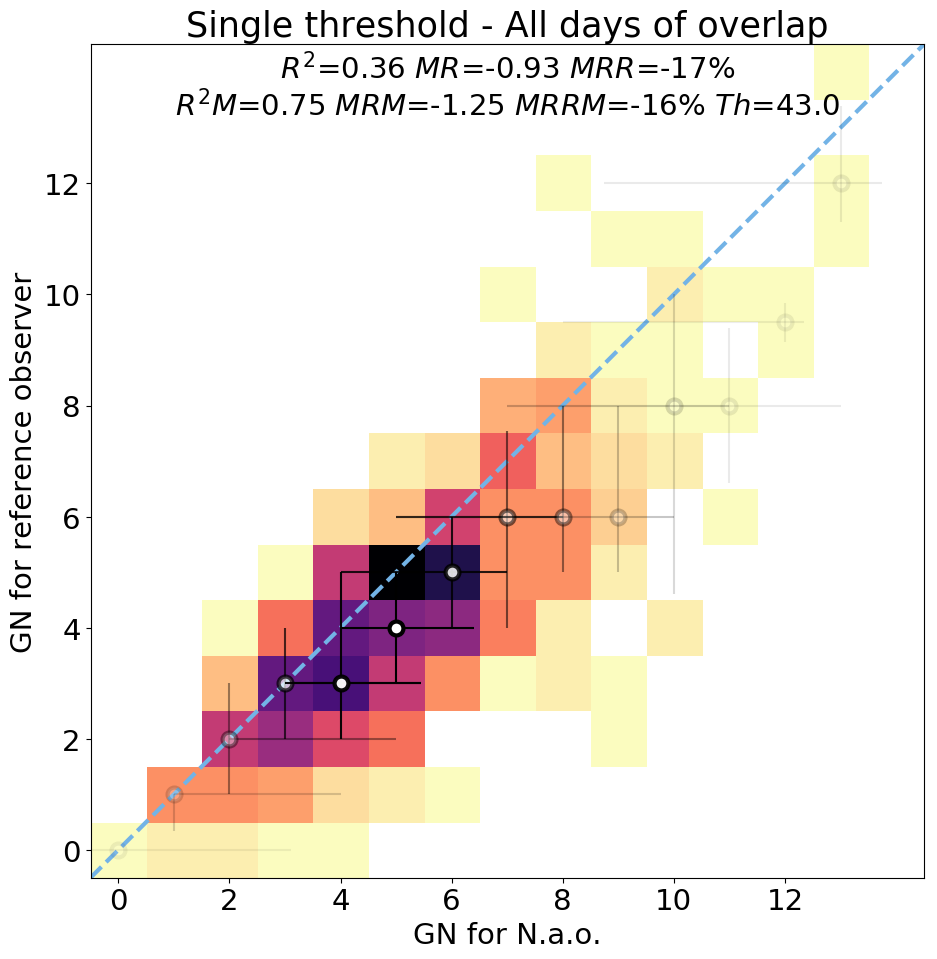 Single threshold - All days of overlap
R²=0.36 MR=-0.93 MRR=-17%
R²M=0.75 MRM=-1.25 MRRM=-16% Th=43.0
12
10
8
6
4
2
0
GN for reference observer
0 2 4 6 8 10 12
GN for N.a.o.